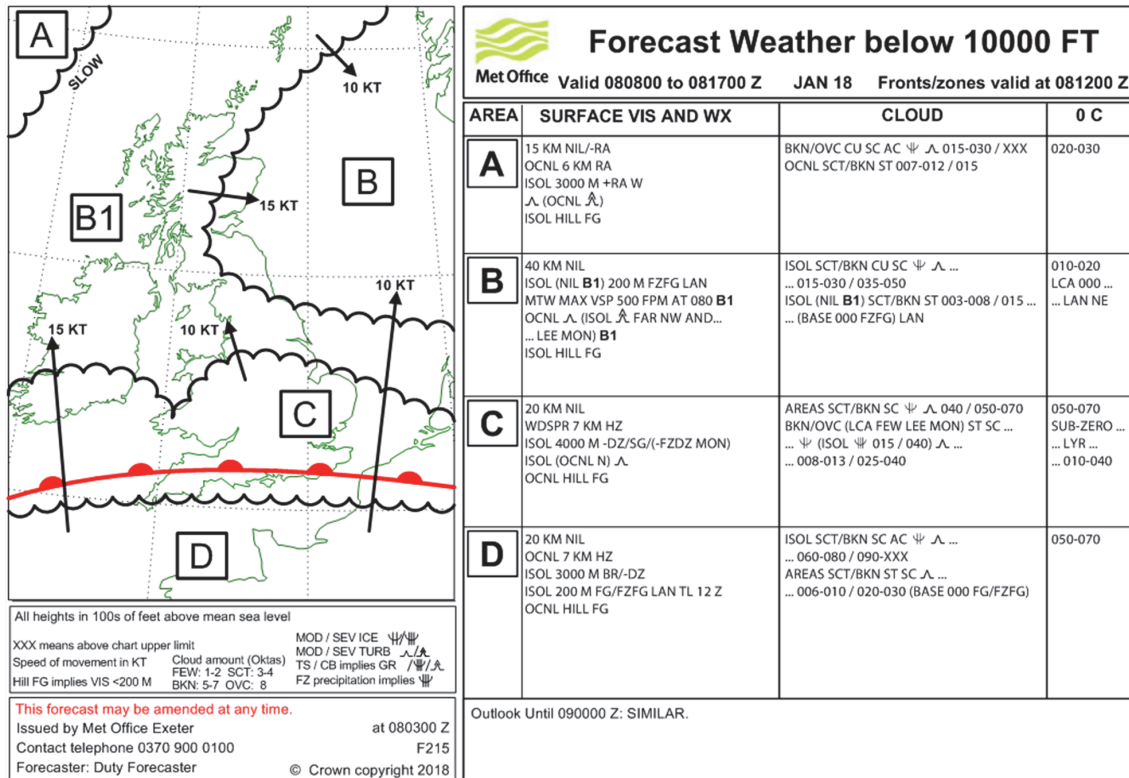 A
SLOW
10 KT
B
15 KT
B1
10 KT
15 KT
10 KT
C
D
All heights in 100s of feet above mean sea level
XXX means above chart upper limit
Speed of movement in KT
Hill FG implies VIS <200 M
Cloud amount (Oktas)
FEW: 1-2 SCT: 3-4
BKN: 5-7 OVC: 8
MOD / SEV ICE /
MOD / SEV TURB /
TS / CB implies GR / /
FZ precipitation implies
This forecast may be amended at any time.
Issued by Met Office Exeter at 080300 Z
Contact telephone 0370 900 0100 F215
Forecaster: Duty Forecaster © Crown copyright 2018
Met Office
Forecast Weather below 10000 FT
Valid 080800 to 081700 Z JAN 18 Fronts/zones valid at 081200 Z
AREA SURFACE VIS AND WX CLOUD 0 C
A
15 KM NIL/-RA
OCNL 6 KM RA
ISOL 3000 M +RA W
(OCNL )
ISOL HILL FG
BKN/OVC CU SC AC 015-030 / XXX
OCNL SCT/BKN ST 007-012 / 015
020-030
B
40 KM NIL
ISOL (NIL B1) 200 M FZFG LAN
MTW MAX VSP 500 FPM AT 080 B1
OCNL (ISOL FAR NW AND...
... LEE MON) B1
ISOL HILL FG
ISOL SCT/BKN CU SC ...
... 015-030 / 035-050
ISOL (NIL B1) SCT/BKN ST 003-008 / 015 ...
... (BASE 000 FZFG) LAN
010-020
LCA 000 ...
... LAN NE
C
20 KM NIL
WDSPR 7 KM HZ
ISOL 4000 M -DZ/SG/(-FZDZ MON)
ISOL (OCNL N)
OCNL HILL FG
AREAS SCT/BKN SC 040 / 050-070
BKN/OVC (LCA FEW LEE MON) ST SC ...
... (ISOL 015 / 040) ...
... 008-013 / 025-040
050-070
SUB-ZERO ...
... LYR ...
... 010-040
D
20 KM NIL
OCNL 7 KM HZ
ISOL 3000 M BR/-DZ
ISOL 200 M FG/FZFG LAN TL 12 Z
OCNL HILL FG
ISOL SCT/BKN SC AC ...
... 060-080 / 090-XXX
AREAS SCT/BKN ST SC ...
... 006-010 / 020-030 (BASE 000 FG/FZFG)
050-070
Outlook Until 090000 Z: SIMILAR.